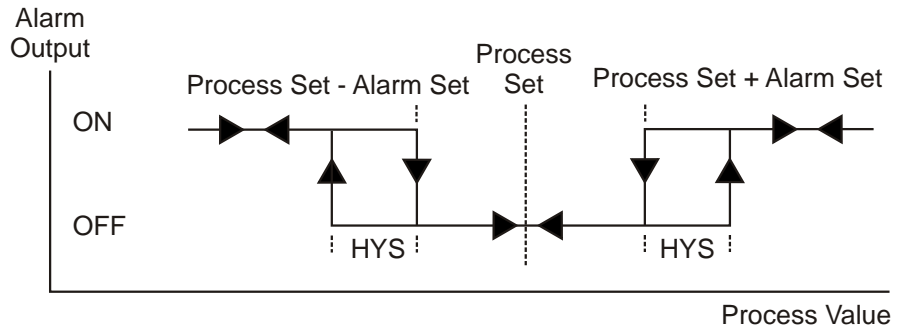 Alarm
Output
Process
Set
Process Set - Alarm Set
Process Set + Alarm Set
ON
OFF
HYS
HYS
Process Value